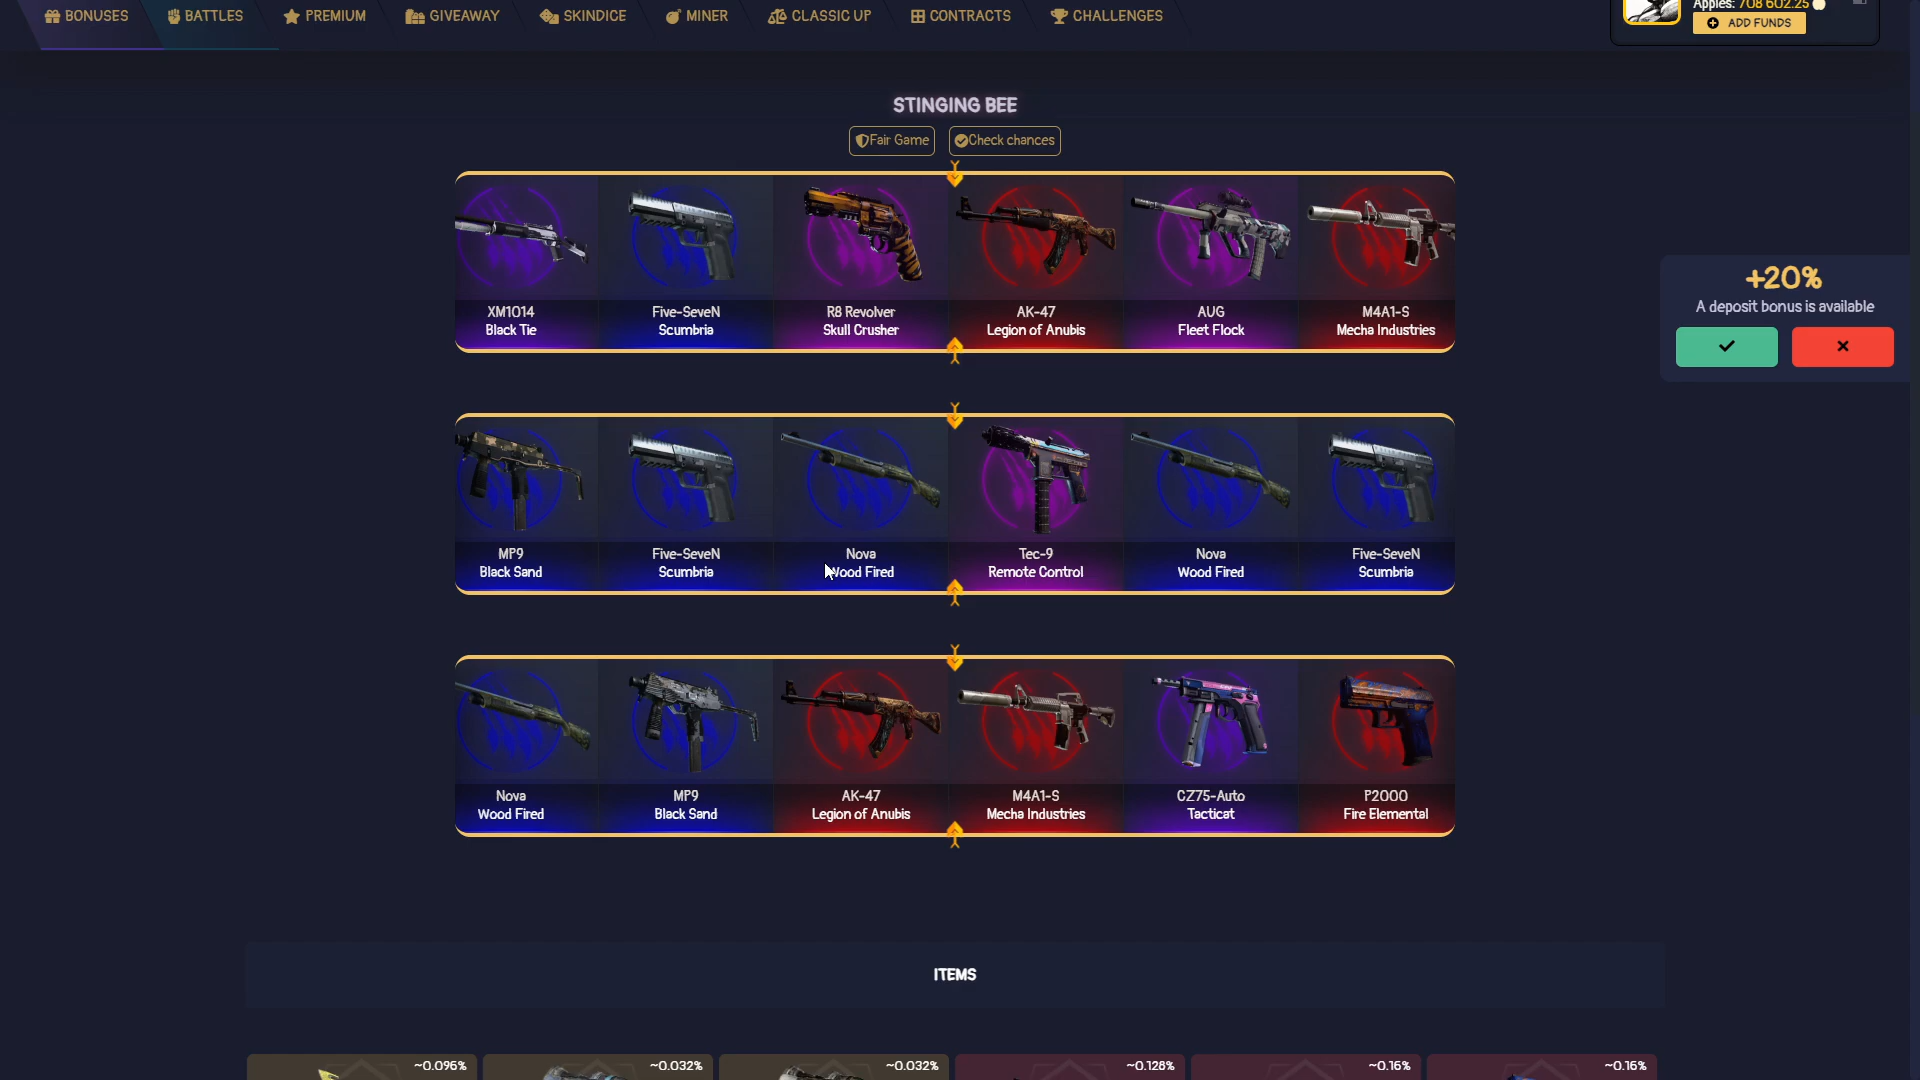 BONUSES
BATTLES
PREMIUM
GIVEAWAY
SKINDICE
MINER
CLASSIC UP
CONTRACTS
CHALLENGES
Apples: 708 602.25
ADD FUNDS
STINGING BEE
Fair Game
Check chances
+20%
A deposit bonus is available
XM1014
Black Tie
Five-SeveN
Scumbria
R8 Revolver
Skull Crusher
AK-47
Legion of Anubis
AUG
Fleet Flock
M4A1-S
Mecha Industries
MP9
Black Sand
Five-SeveN
Scumbria
Nova
Wood Fired
Tec-9
Remote Control
Nova
Wood Fired
Five-SeveN
Scumbria
Nova
Wood Fired
MP9
Black Sand
AK-47
Legion of Anubis
M4A1-S
Mecha Industries
CZ75-Auto
Tacticat
P2000
Fire Elemental
ITEMS
~0.096%
~0.032%
~0.032%
~0.128%
~0.16%
~0.16%